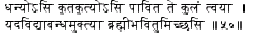 धन्योऽसि कृतकृत्योऽसि पावित ते कुलं त्वया ।
यदविद्याबन्धमुक्त्या ब्रह्मीभवितुमिच्छसि ॥५०॥